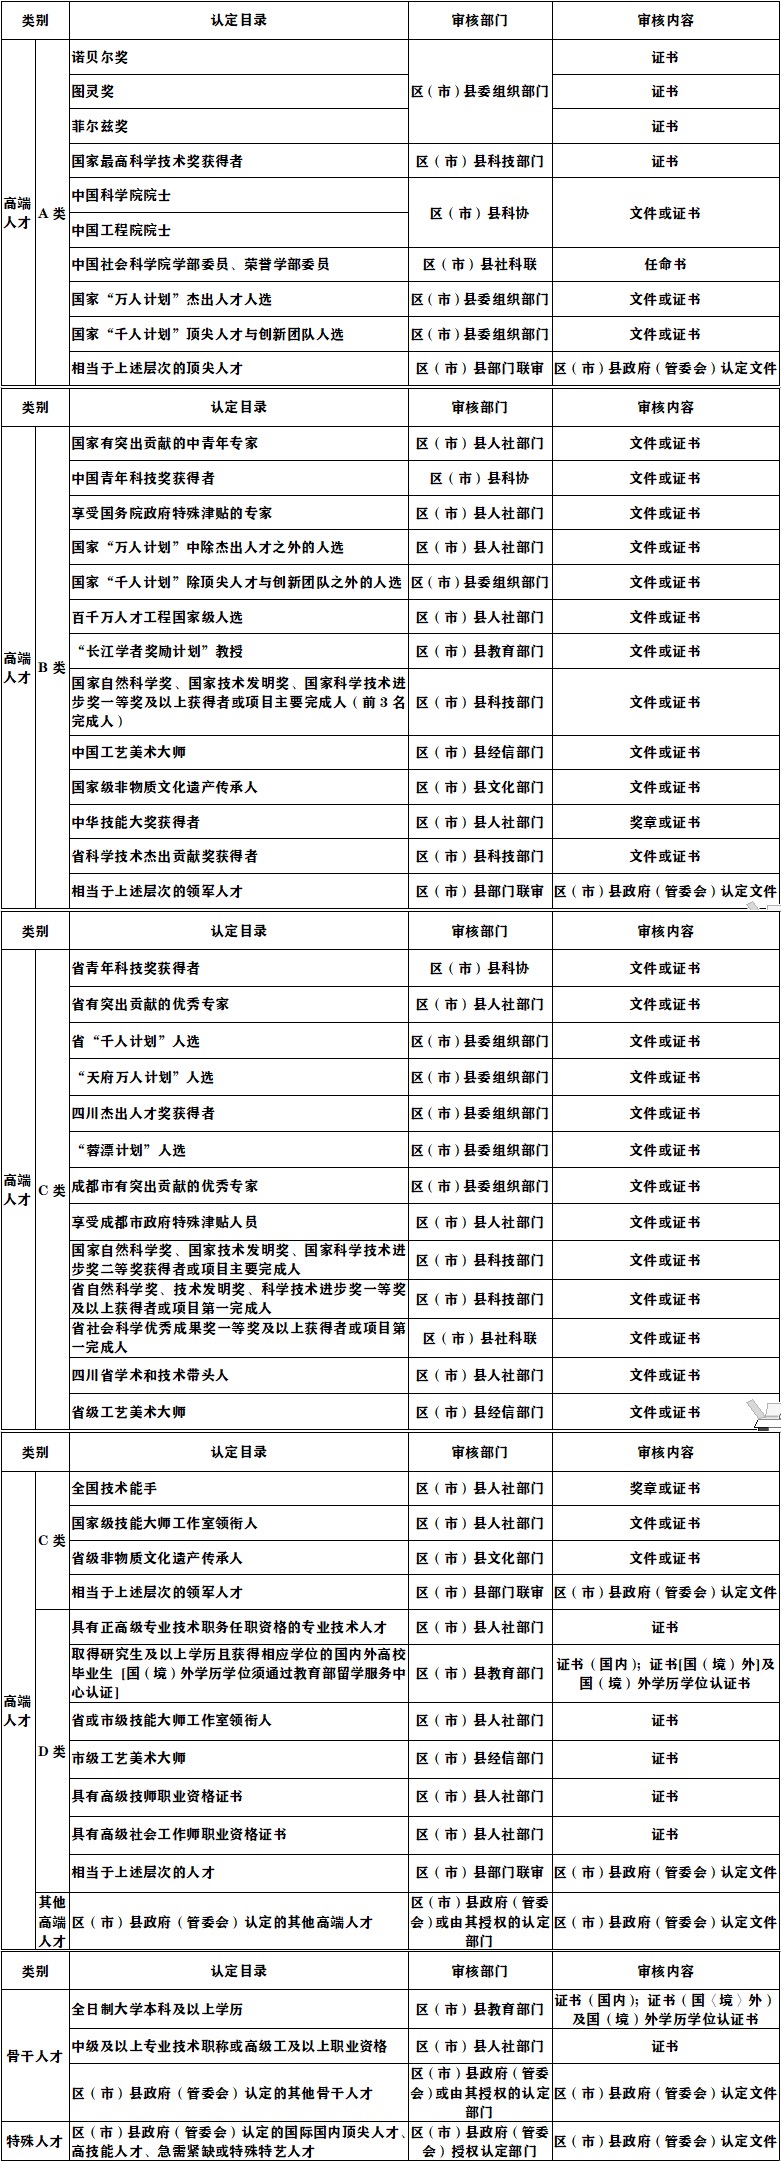 类别 认定目录 审核部门 审核内容
高端人才 A 类
诺贝尔奖 区（市）县委组织部门 证书
图灵奖 证书
菲尔兹奖 证书
国家最高科学技术奖获得者 区（市）县科技部门 证书
中国科学院院士 区（市）县科协 文件或证书
中国工程院院士
中国社会科学院学部委员、荣誉学部委员 区（市）县社科联 任命书
国家“万人计划”杰出人才人选 区（市）县委组织部门 文件或证书
国家“千人计划”顶尖人才与创新团队人选 区（市）县委组织部门 文件或证书
相当于上述层次的顶尖人才 区（市）县部门联审 区（市）县政府（管委会）认定文件
类别 认定目录 审核部门 审核内容
高端人才 B 类
国家有突出贡献的中青年专家 区（市）县人社部门 文件或证书
中国青年科技奖获得者 区（市）县科协 文件或证书
享受国务院政府特殊津贴的专家 区（市）县人社部门 文件或证书
国家“万人计划”中除杰出人才之外的人选 区（市）县人社部门 文件或证书
国家“千人计划”除顶尖人才与创新团队之外的人选 区（市）县委组织部门 文件或证书
百千万人才工程国家级人选 区（市）县人社部门 文件或证书
“长江学者奖励计划”教授 区（市）县教育部门 文件或证书
国家自然科学奖、国家技术发明奖、国家科学技术进
步奖一等奖及以上获得者或项目主要完成人（前 3 名
完成人） 区（市）县科技部门 文件或证书
中国工艺美术大师 区（市）县经信部门 文件或证书
国家级非物质文化遗产传承人 区（市）县文化部门 文件或证书
中华技能大奖获得者 区（市）县人社部门 奖章或证书
省科学技术杰出贡献奖获得者 区（市）县科技部门 文件或证书
相当于上述层次的领军人才 区（市）县部门联审 区（市）县政府（管委会）认定文件
类别 认定目录 审核部门 审核内容
高端人才 C 类
省青年科技奖获得者 区（市）县科协 文件或证书
省有突出贡献的优秀专家 区（市）县人社部门 文件或证书
省“千人计划”人选 区（市）县委组织部门 文件或证书
“天府万人计划”人选 区（市）县委组织部门 文件或证书
四川杰出人才奖获得者 区（市）县委组织部门 文件或证书
“蓉漂计划”人选 区（市）县委组织部门 文件或证书
成都市有突出贡献的优秀专家 区（市）县委组织部门 文件或证书
享受成都市政府特殊津贴人员 区（市）县人社部门 文件或证书
国家自然科学奖、国家技术发明奖、国家科学技术进
步奖二等奖获得者或项目主要完成人 区（市）县科技部门 文件或证书
省自然科学奖、技术发明奖、科学技术进步奖一等奖
及以上获得者或项目第一完成人 区（市）县科技部门 文件或证书
省社会科学优秀成果奖一等奖及以上获得者或项目第
一完成人 区（市）县社科联 文件或证书
四川省学术和技术带头人 区（市）县人社部门 文件或证书
省级工艺美术大师 区（市）县经信部门 文件或证书
类别 认定目录 审核部门 审核内容
高端人才 C 类
全国技术能手 区（市）县人社部门 奖章或证书
国家级技能大师工作室领衔人 区（市）县人社部门 文件或证书
省级非物质文化遗产传承人 区（市）县文化部门 文件或证书
相当于上述层次的领军人才 区（市）县部门联审 区（市）县政府（管委会）认定文件
D 类
具有正高级专业技术职务任职资格的专业技术人才 区（市）县人社部门 证书
取得研究生及以上学历且获得相应学位的国内外高校
毕业生 [国（境）外学历学位须通过教育部留学服务中
心认证] 区（市）县教育部门 证书（国内）；证书[国（境）外]及
国（境）外学历学位认证书
省或市级技能大师工作室领衔人 区（市）县人社部门 证书
市级工艺美术大师 区（市）县经信部门 证书
具有高级技师职业资格证书 区（市）县人社部门 证书
具有高级社会工作师职业资格证书 区（市）县人社部门 证书
相当于上述层次的人才 区（市）县部门联审 区（市）县政府（管委会）认定文件
其他
高端
人才
区（市）县政府（管委会）认定的其他高端人才 区（市）县政府（管委
会）或由其授权的认定
部门 区（市）县政府（管委会）认定文件
类别 认定目录 审核部门 审核内容
骨干人才
全日制大学本科及以上学历 区（市）县教育部门 证书（国内）；证书（国〈境〉外）
及国（境）外学历学位认证书
中级及以上专业技术职称或高级工及以上职业资格 区（市）县人社部门 证书
区（市）县政府（管委会）认定的其他骨干人才 区（市）县政府（管委
会）或由其授权的认定
部门 区（市）县政府（管委会）认定文件
特殊人才
区（市）县政府（管委会）认定的国际国内顶尖人才、
高技能人才、急需紧缺或特殊特艺人才 区（市）县政府（管委
会）授权认定部门 区（市）县政府（管委会）认定文件